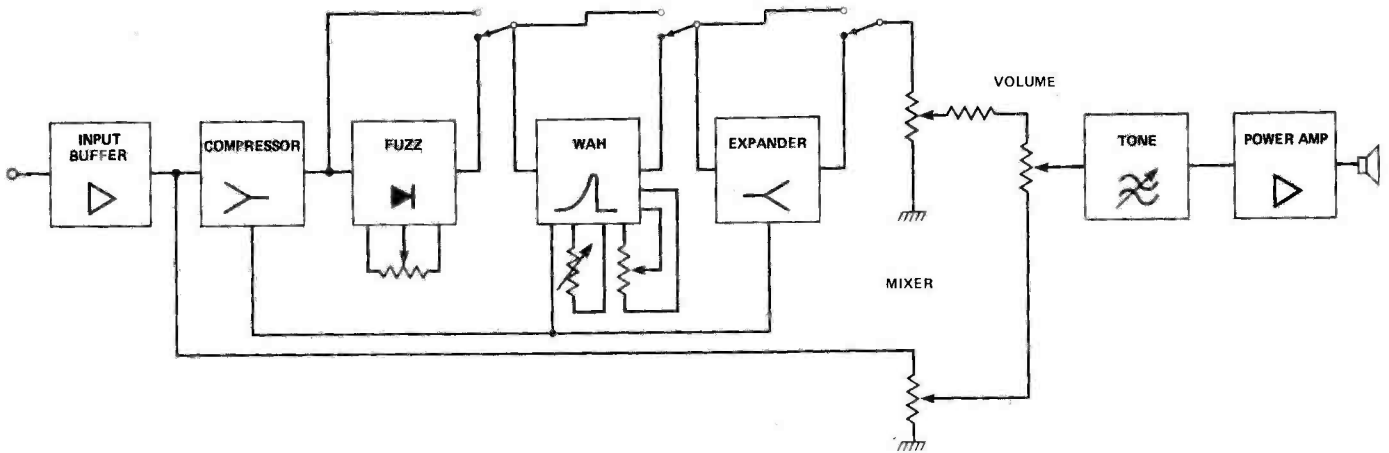 INPUT
BUFFER
COMPRESSOR
FUZZ
WAH
EXPANDER
VOLUME
TONE
POWER AMP
MIXER